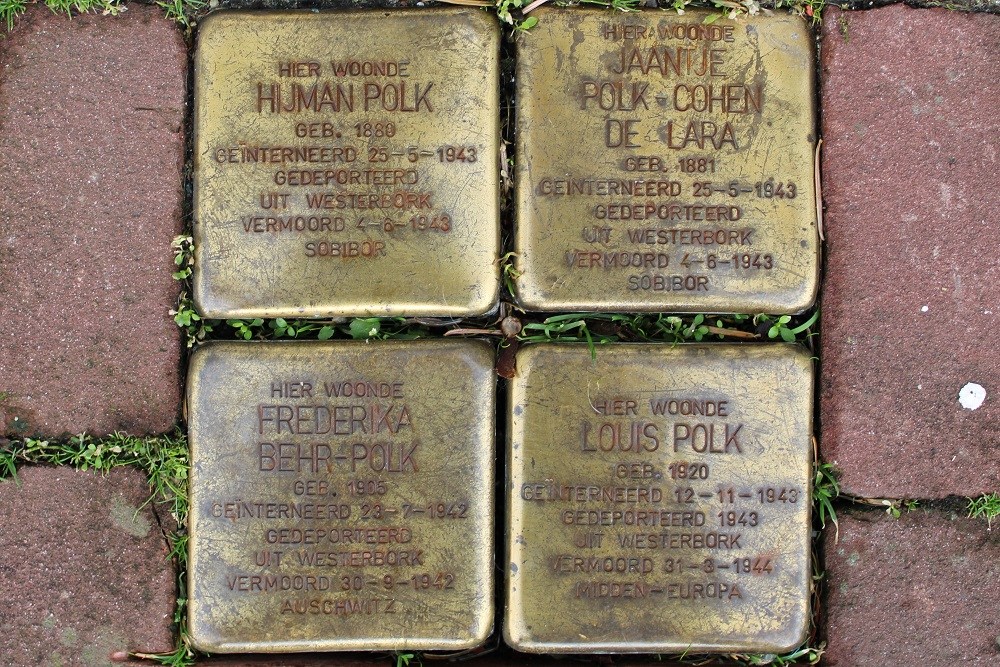 HIER WOONDE
HIJMAN POLK
GEB. 1880
GEÏNTERNEERD 25-5-1943
GEDEPORTEERD
UIT WESTERBORK
VERMOORD 4-6-1943
SOBIBOR
HIER WOONDE
JAANTJE
POLK-COHEN
DE LARA
GEB. 1881
GEÏNTERNEERD 25-5-1943
GEDEPORTEERD
UIT WESTERBORK
VERMOORD 4-6-1943
SOBIBOR
HIER WOONDE
FREDERIKA
BEHR-POLK
GEB. 1905
GEÏNTERNEERD 23-7-1942
GEDEPORTEERD
UIT WESTERBORK
VERMOORD 30-9-1942
AUSCHWITZ
HIER WOONDE
LOUIS POLK
GEB. 1920
GEÏNTERNEERD 12-11-1943
GEDEPORTEERD 1943
UIT WESTERBORK
VERMOORD 31-3-1944
MIDDEN-EUROPA